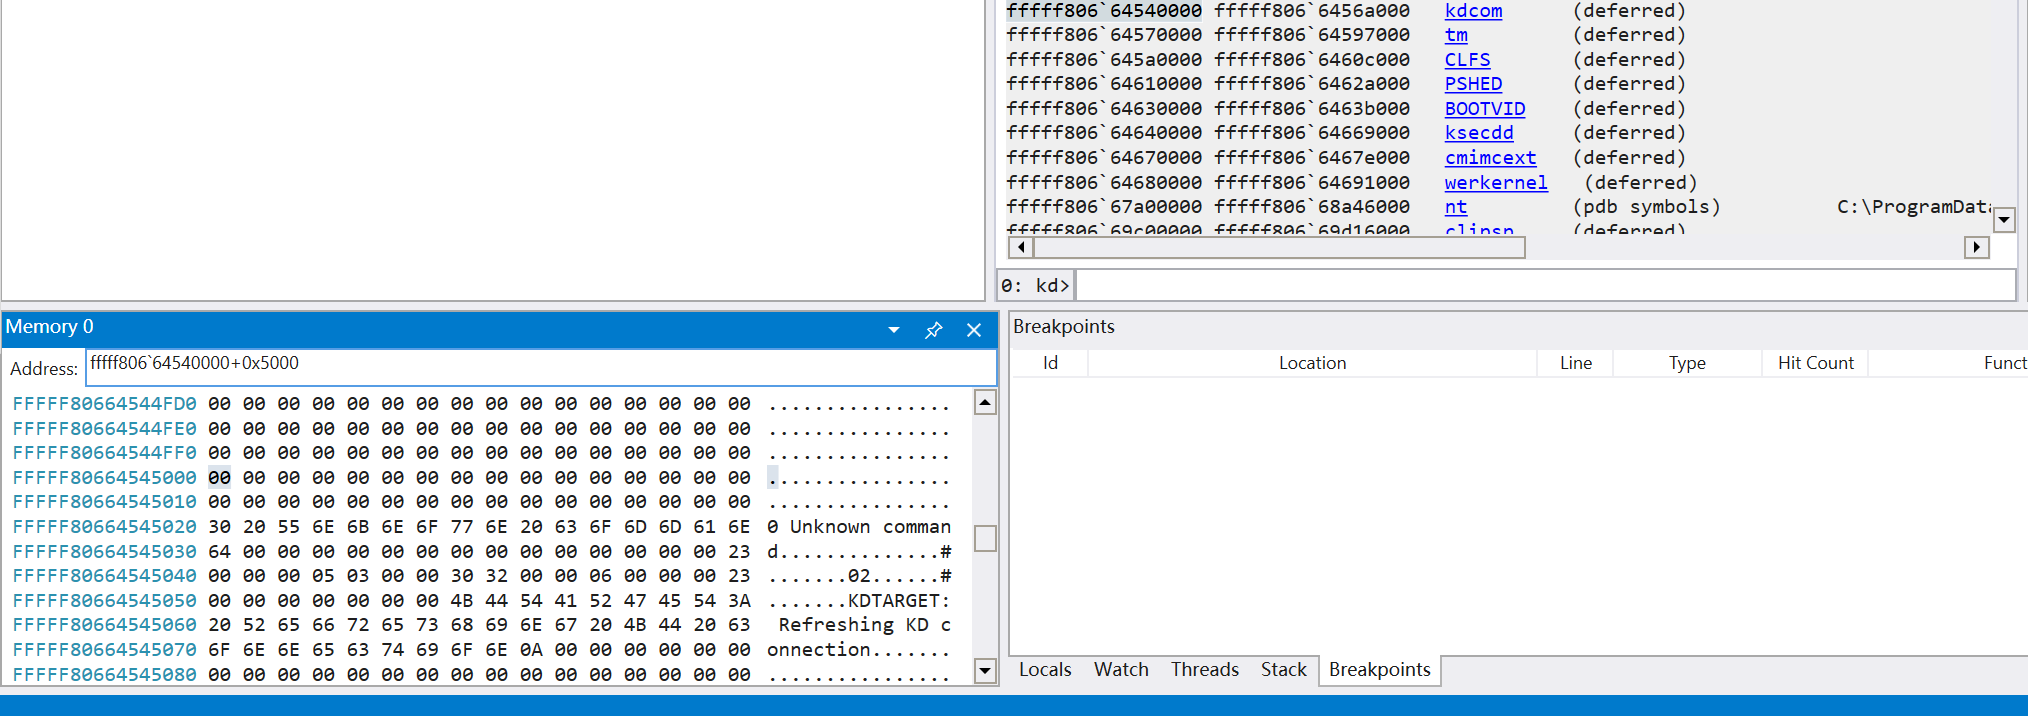 fffff806`64540000 fffff806`6456a000   kdcom      (deferred)
fffff806`64570000 fffff806`64597000   tm         (deferred)
fffff806`645a0000 fffff806`6460c000   CLFS       (deferred)
fffff806`64610000 fffff806`6462a000   PSHED      (deferred)
fffff806`64630000 fffff806`6463b000   BOOTVID    (deferred)
fffff806`64640000 fffff806`64669000   ksecdd     (deferred)
fffff806`64670000 fffff806`6467e000   cmimcext   (deferred)
fffff806`64680000 fffff806`64691000   werkernel   (deferred)
fffff806`67a00000 fffff806`68a46000   nt         (pdb symbols)          C:\ProgramData
fffff806`69c00000 fffff806`69d16000   clipsp     (deferred)
0: kd>
Memory 0
Address: fffff806`64540000+0x5000
FFFFF80664544FD0 00 00 00 00 00 00 00 00 00 00 00 00 00 00 00 00 ................
FFFFF80664544FE0 00 00 00 00 00 00 00 00 00 00 00 00 00 00 00 00 ................
FFFFF80664544FF0 00 00 00 00 00 00 00 00 00 00 00 00 00 00 00 00 ................
FFFFF80664545000 00 00 00 00 00 00 00 00 00 00 00 00 00 00 00 00 ................
FFFFF80664545010 00 00 00 00 00 00 00 00 00 00 00 00 00 00 00 00 ................
FFFFF80664545020 30 20 55 6E 6B 6E 6F 77 6E 20 63 6F 6D 6D 61 6E 0 Unknown comman
FFFFF80664545030 64 00 00 00 00 00 00 00 00 00 00 00 00 00 00 23 d..............#
FFFFF80664545040 00 00 00 05 03 00 00 30 32 00 00 06 00 00 00 23 .......02......#
FFFFF80664545050 00 00 00 00 00 00 00 4B 44 54 41 52 47 45 54 3A .......KDTARGET:
FFFFF80664545060 20 52 65 66 72 65 73 68 69 6E 67 20 4B 44 20 63  Refreshing KD c
FFFFF80664545070 6F 6E 6E 65 63 74 69 6F 6E 0A 00 00 00 00 00 00 onnection.......
FFFFF80664545080 00 00 00 00 00 00 00 00 00 00 00 00 00 00 00 00 ................
Breakpoints
Id Location Line Type Hit Count Funct
Locals Watch Threads Stack Breakpoints